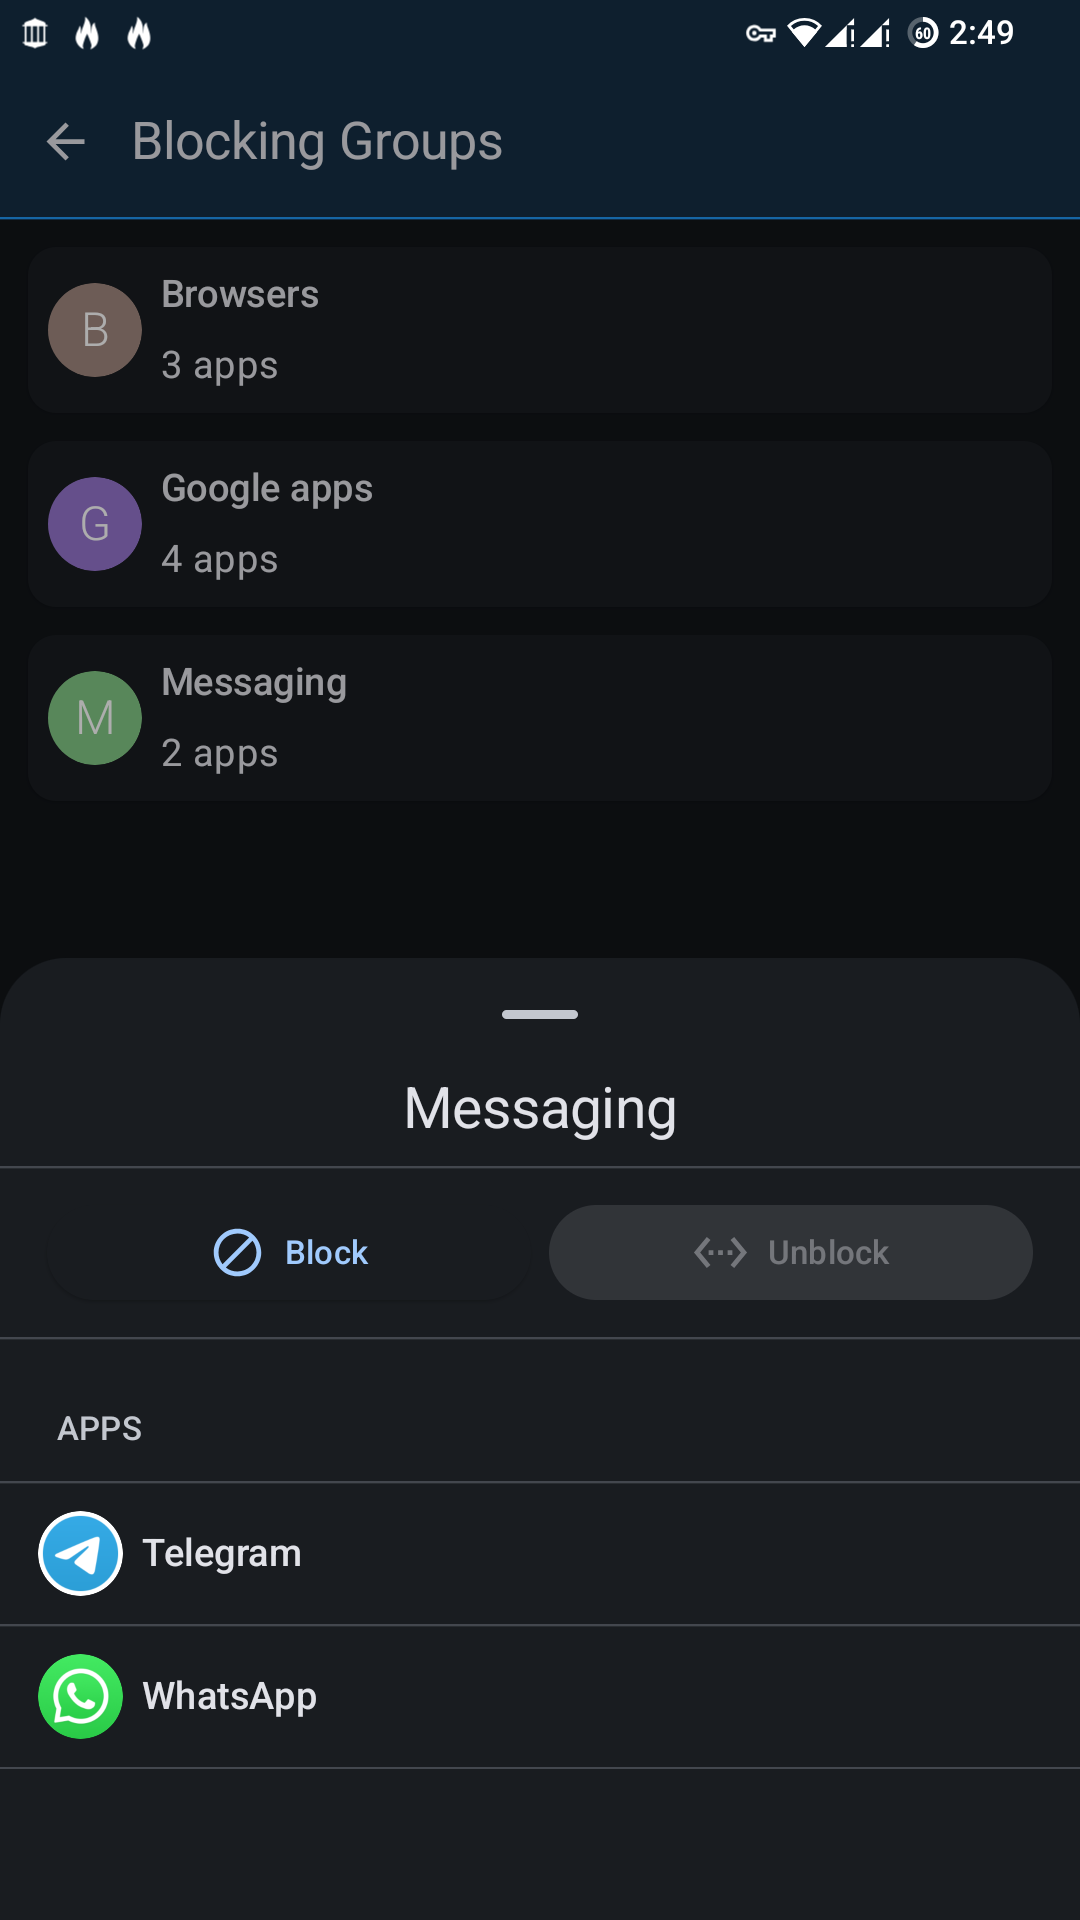 60 2:49
Blocking Groups
B
Browsers
3 apps
G
Google apps
4 apps
M
Messaging
2 apps
Messaging
Block
Unblock
APPS
Telegram
WhatsApp